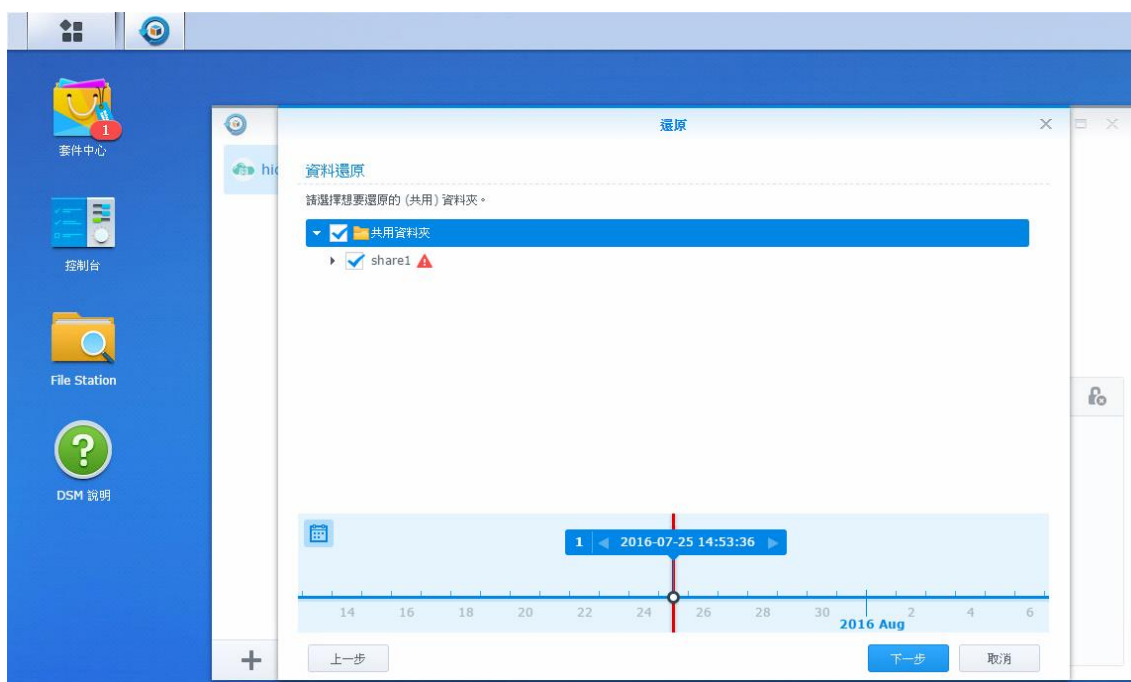 1
套件中心
控制台
File Station
DSM 說明
hic
還原
資料還原
請選擇想要還原的 (共用) 資料夾。
共用資料夾
share1
1 2016-07-25 14:53:36
14 16 18 20 22 24 26 28 30 2 4 6
2016 Aug
上一步
下一步
取消